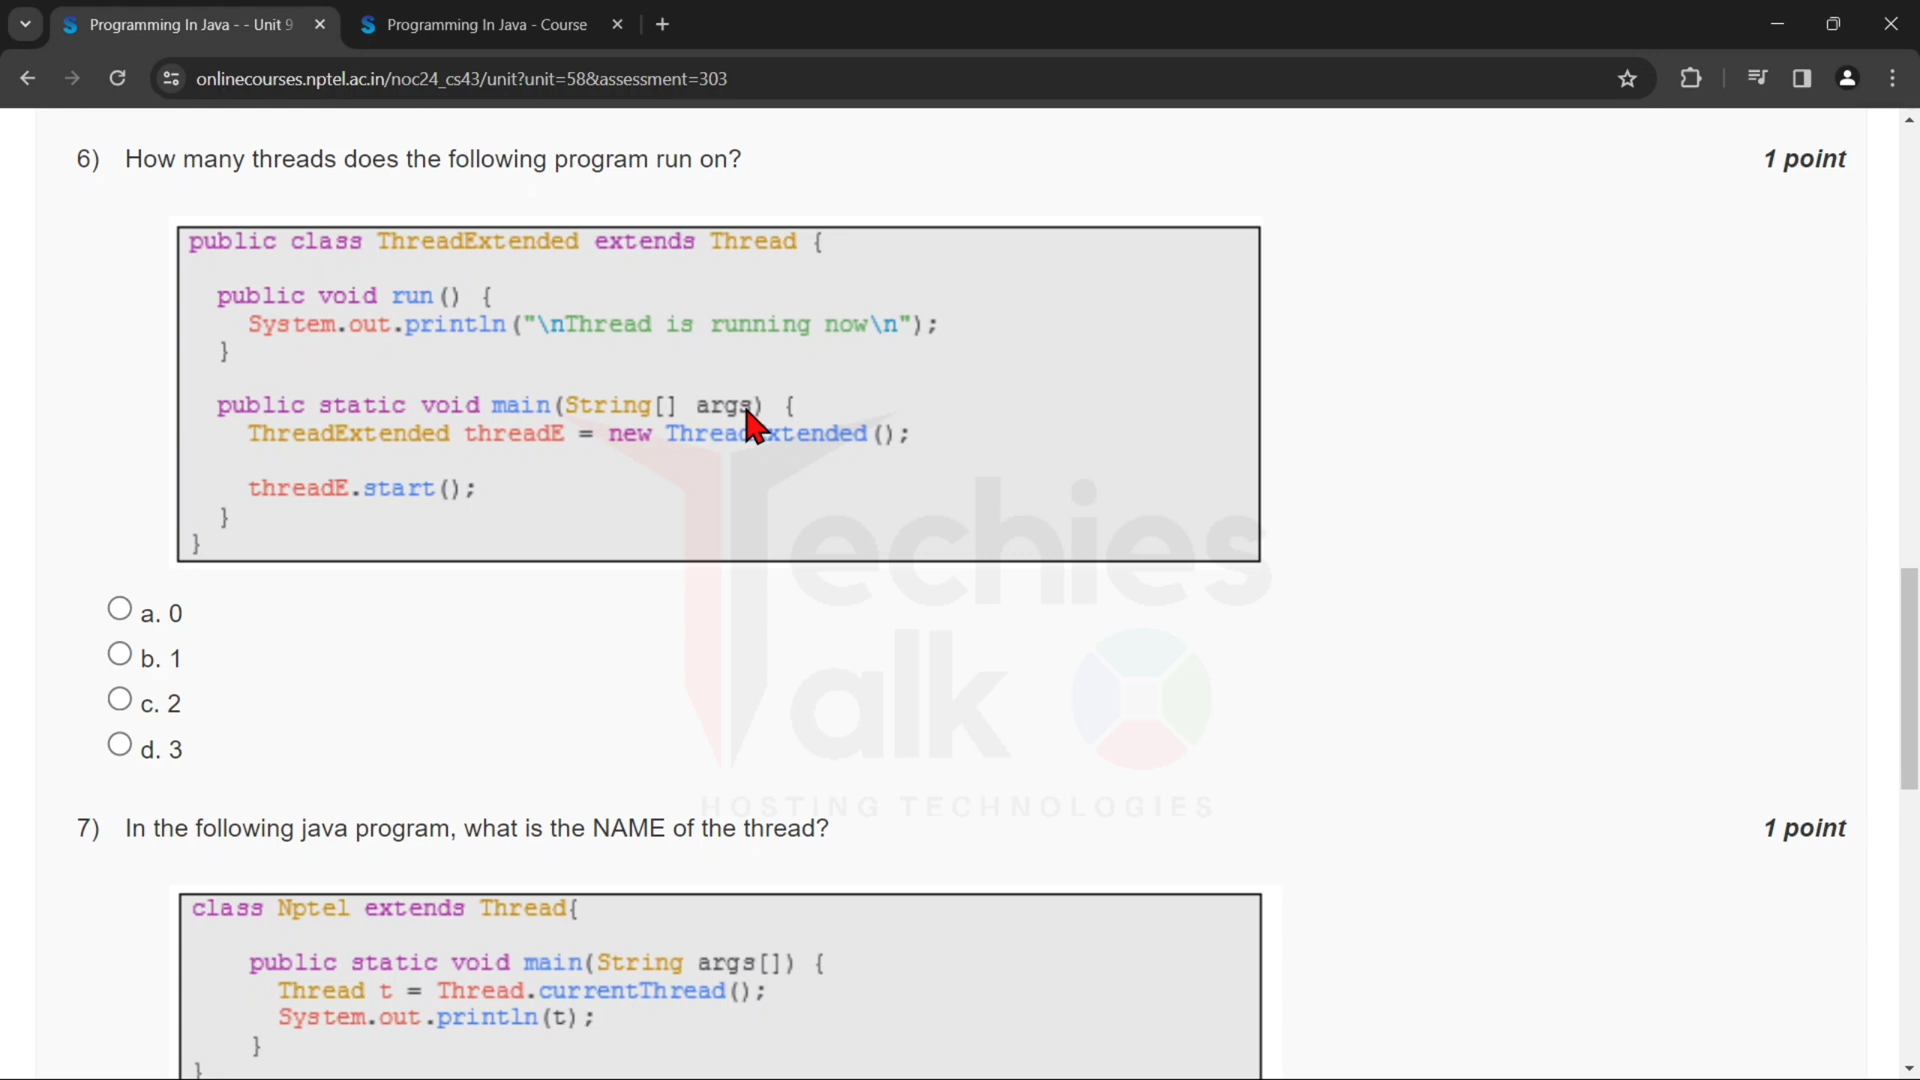 Programming In Java - - Unit 9
Programming In Java - Course
onlinecourses.nptel.ac.in/noc24_cs43/unit?unit=58&assessment=303
6) How many threads does the following program run on?
1 point
public class ThreadExtended extends Thread {
public void run() {
System.out.println("\nThread is running now\n");
}
public static void main(String[] args) {
ThreadExtended threadE = new ThreadExtended();
threadE.start();
}
}
a. 0
b. 1
c. 2
d. 3
Techies
Talk
HOSTING TECHNOLOGIES
7) In the following java program, what is the NAME of the thread?
1 point
class Nptel extends Thread{
public static void main(String args[]) {
Thread t = Thread.currentThread();
System.out.println(t);
}
}